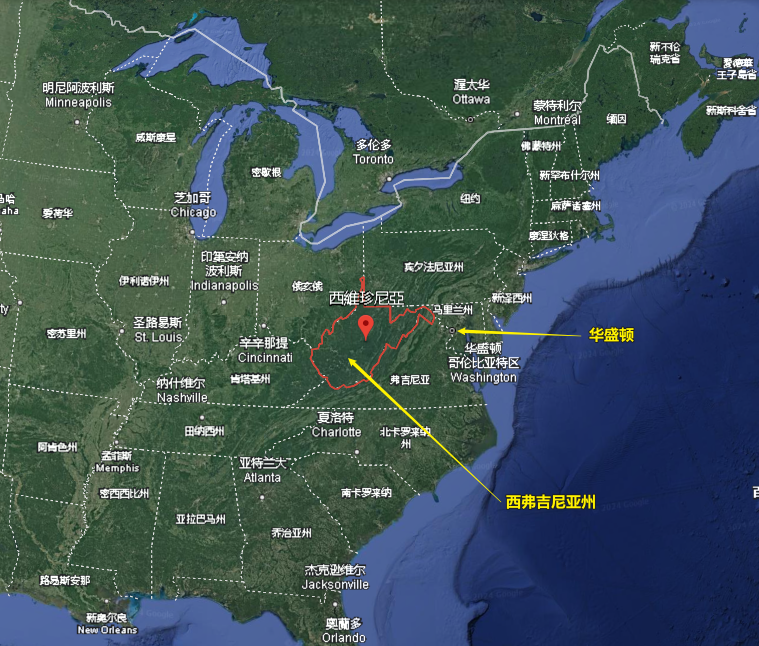 新不伦
瑞克省
爱德华
王子岛省
渥太华
Ottawa
明尼阿波利斯
Minneapolis
蒙特利尔
Montréal
缅因
新斯科舍省
威斯康星
多伦多
Toronto
佛蒙特州
密歇根
新罕布什尔州
芝加哥
Chicago
纽约
麻萨诸塞州
aha
爱荷华
康涅狄格
印第安纳
波利斯
Indianapolis
宾夕法尼亚州
伊利诺伊州
俄亥俄
西維珍尼亞
新泽西州
马里兰州
ty
圣路易斯
St. Louis
密苏里州
辛辛那提
Cincinnati
华盛顿
华盛顿
哥伦比亚特区
Washington
肯塔基州
弗吉尼亚
纳什维尔
Nashville
夏洛特
Charlotte
田纳西州
北卡罗来纳
州
阿肯色州
孟菲斯
Memphis
亚特兰大
Atlanta
密西西比州
南卡罗来纳
百
西弗吉尼亚州
亚拉巴马州
乔治亚州
杰克逊维尔
Jacksonville
路易斯安那
新奥尔良
New Orleans
奥兰多
Orlando